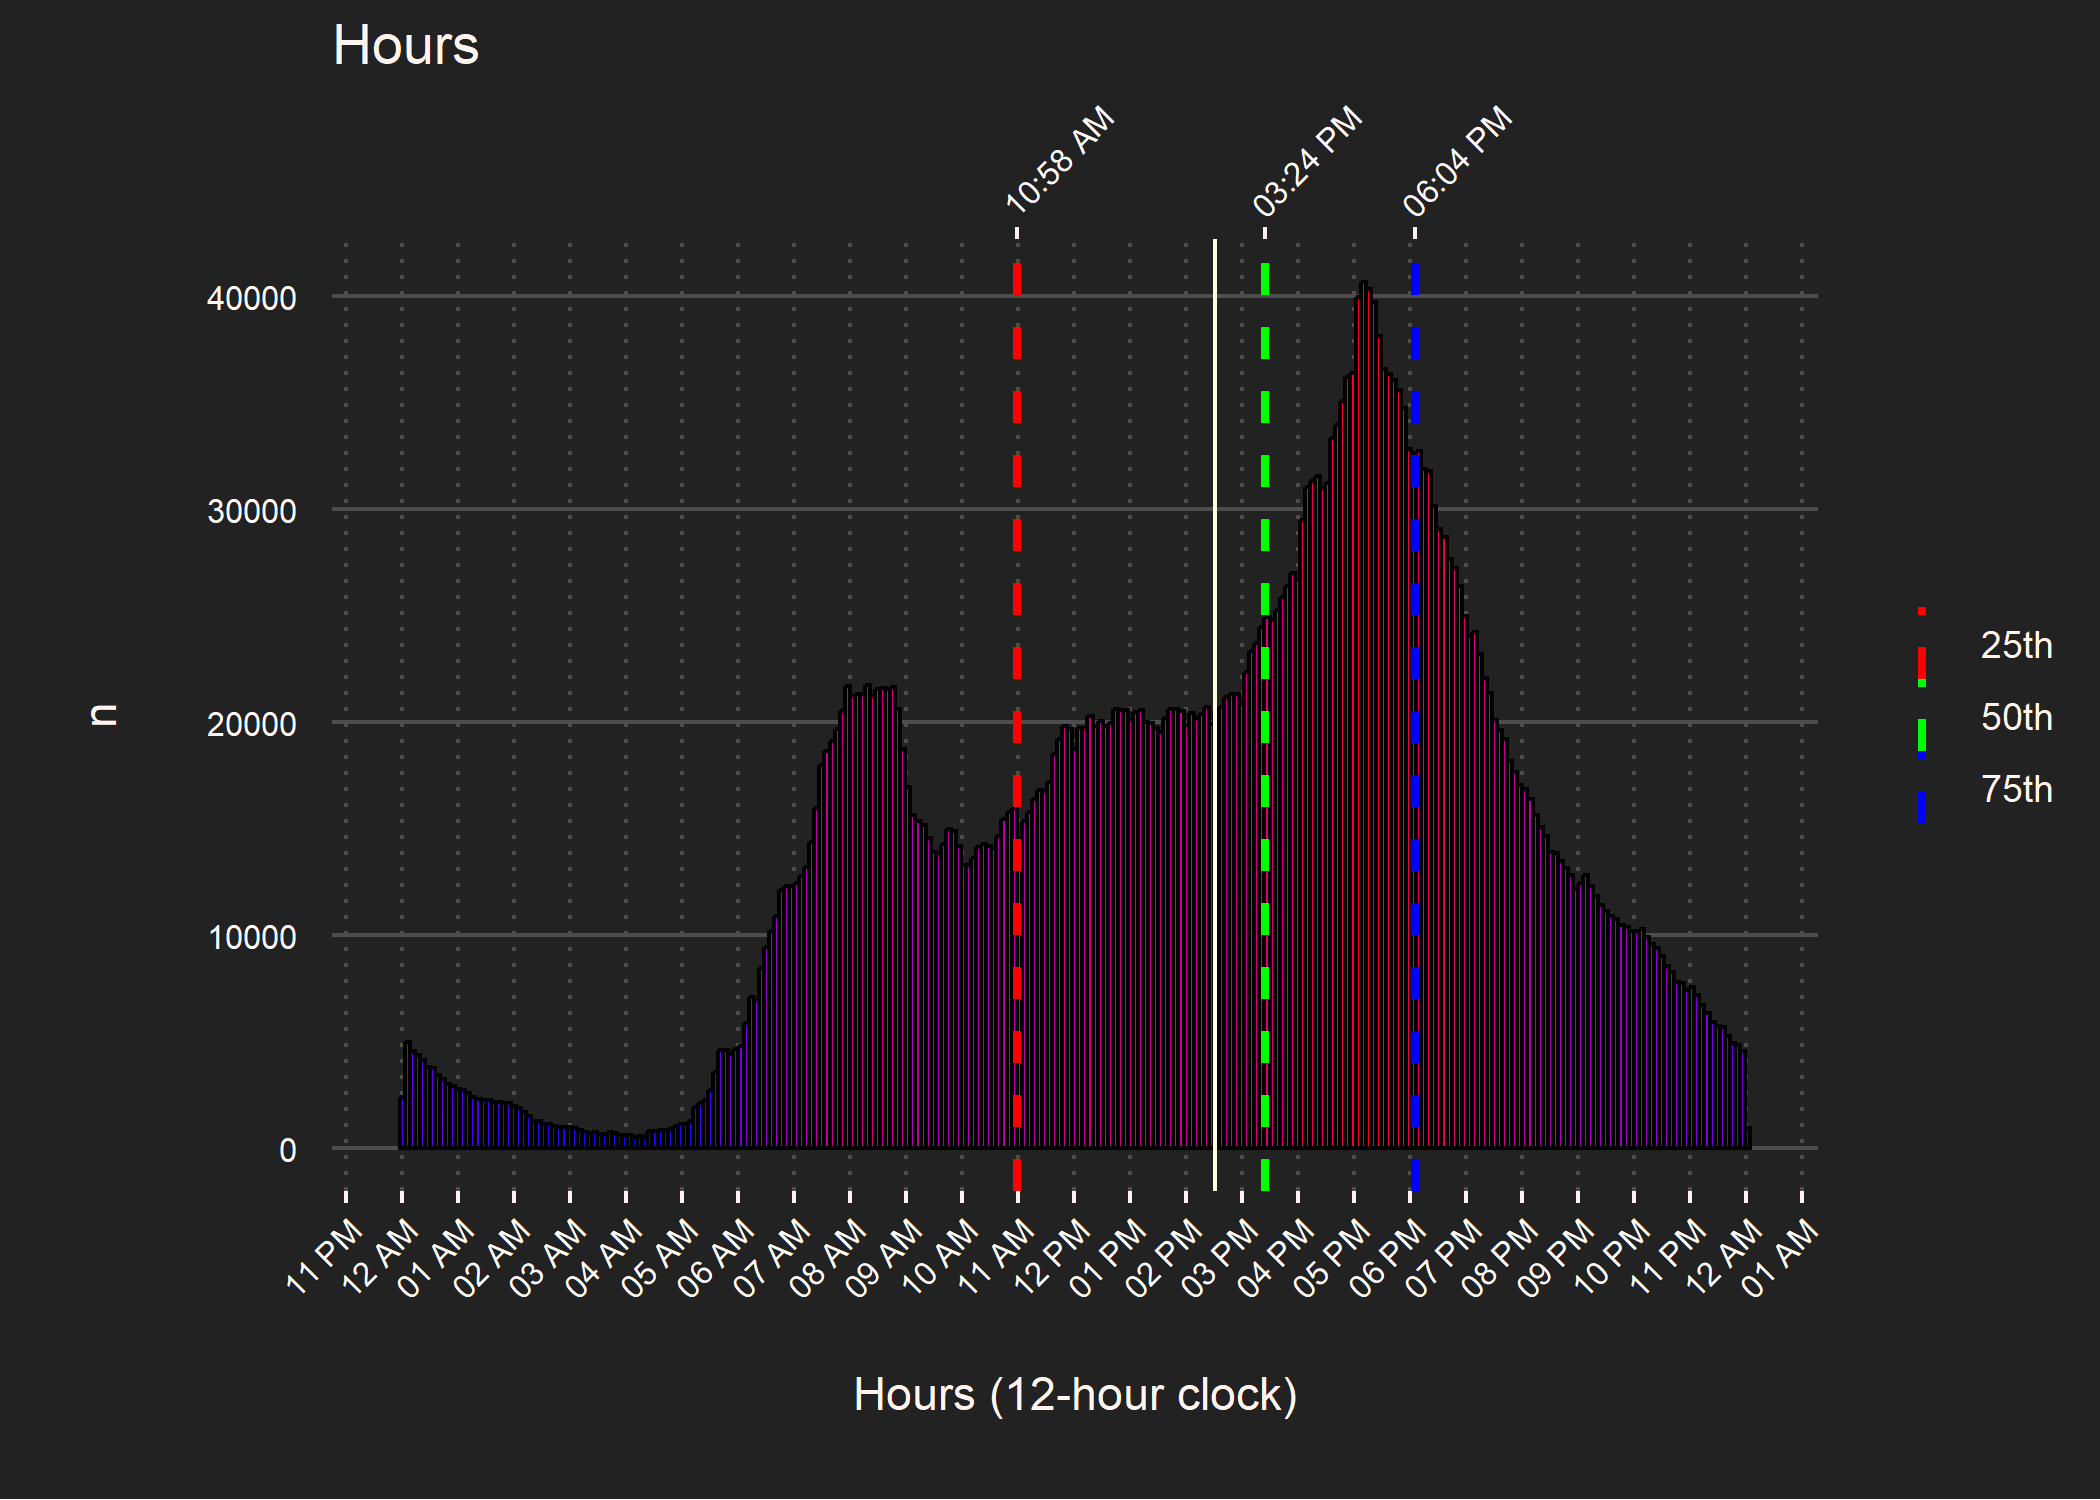 Hours
10:58 AM
03:24 PM
06:04 PM
40000
30000
20000
10000
0
n
25th
50th
75th
11 PM
12 AM
01 AM
02 AM
03 AM
04 AM
05 AM
06 AM
07 AM
08 AM
09 AM
10 AM
11 AM
12 PM
01 PM
02 PM
03 PM
04 PM
05 PM
06 PM
07 PM
08 PM
09 PM
10 PM
11 PM
12 AM
01 AM
Hours (12-hour clock)